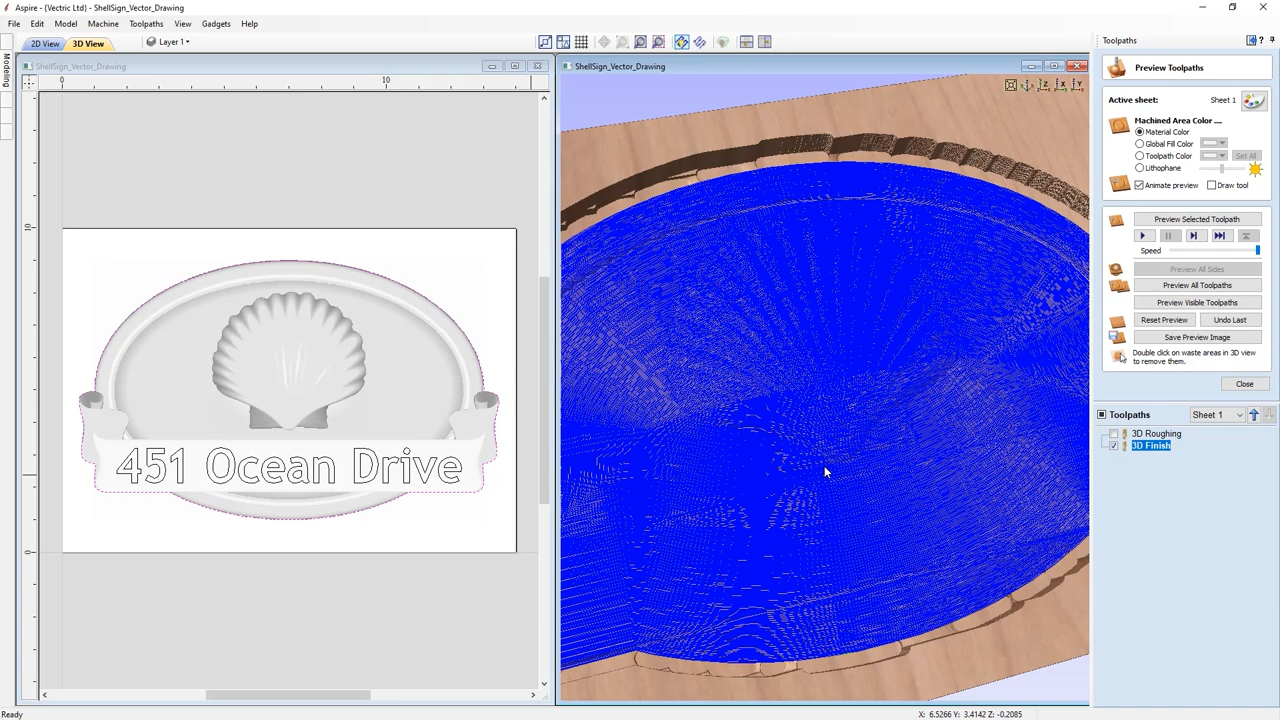 Aspire - {Vectric Ltd} - ShellSign_Vector_Drawing
File Edit Model Machine Toolpaths View Gadgets Help
2D View 3D View Layer 1
Modeling
ShellSign_Vector_Drawing
0 10
10
0
451 Ocean Drive
ShellSign_Vector_Drawing
Toolpaths
Preview Toolpaths
Active sheet: Sheet 1
Machined Area Color ....
Material Color
Global Fill Color
Toolpath Color Set All
Lithophane
Animate preview Draw tool
Preview Selected Toolpath
Speed
Preview All Sides
Preview All Toolpaths
Preview Visible Toolpaths
Reset Preview Undo Last
Save Preview Image
Double click on waste areas in 3D view
to remove them.
Close
Toolpaths Sheet 1
3D Roughing
3D Finish
Ready X: 6.5266 Y: 3.4142 Z: -0.2085